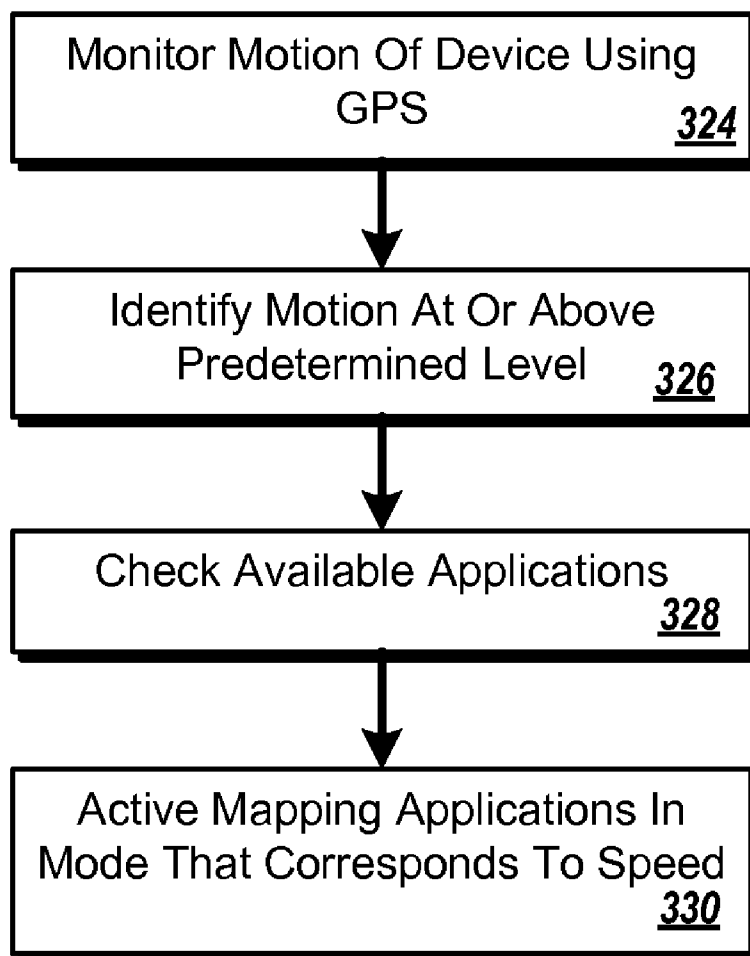 Monitor Motion Of Device Using
GPS
324
Identify Motion At Or Above
Predetermined Level
326
Check Available Applications
328
Active Mapping Applications In
Mode That Corresponds To Speed
330